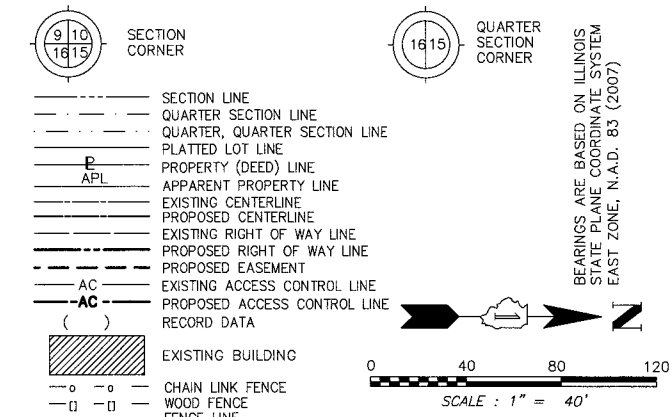 9 10
16 15
SECTION
CORNER
16 15
QUARTER
SECTION
CORNER
SECTION LINE
QUARTER SECTION LINE
QUARTER, QUARTER SECTION LINE
PLATTED LOT LINE
PL PROPERTY (DEED) LINE
APL APPARENT PROPERTY LINE
EXISTING CENTERLINE
PROPOSED CENTERLINE
EXISTING RIGHT OF WAY LINE
PROPOSED RIGHT OF WAY LINE
PROPOSED EASEMENT
AC EXISTING ACCESS CONTROL LINE
AC PROPOSED ACCESS CONTROL LINE
( ) RECORD DATA
EXISTING BUILDING
CHAIN LINK FENCE
WOOD FENCE
FENCE LINE
BEARINGS ARE BASED ON ILLINOIS
STATE PLANE COORDINATE SYSTEM
EAST ZONE, N.A.D. 83 (2007)
N
0 40 80 120
SCALE : 1" = 40'